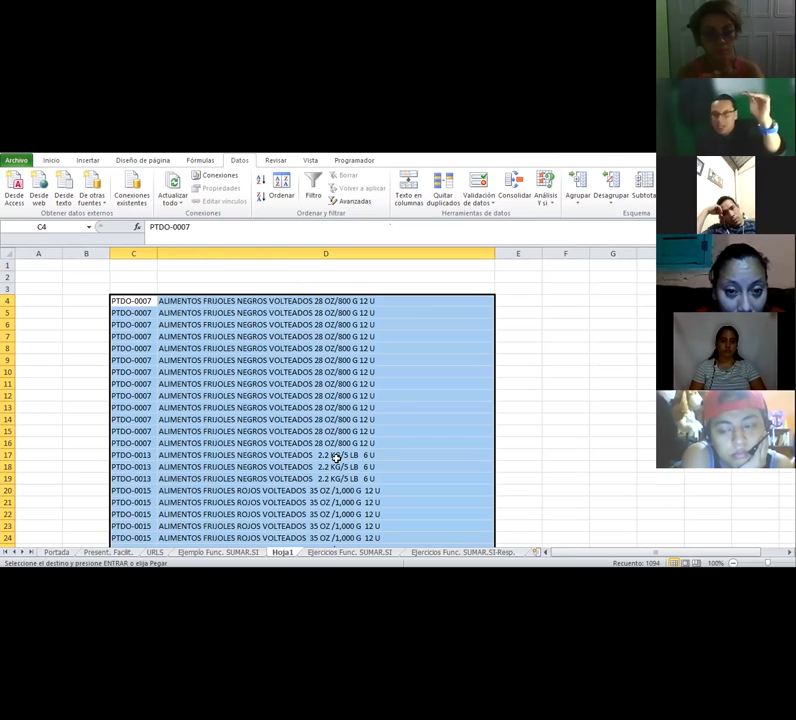 Archivo Inicio Insertar Diseño de página Fórmulas Datos Revisar Vista Programador
Desde Access Desde web Desde texto De otras fuentes Conexiones existentes Actualizar todo Conexiones Propiedades Editar vínculos Ordenar Filtro Borrar Volver a aplicar Avanzadas Texto en columnas Quitar duplicados Validación de datos Consolidar Análisis Y si Agrupar Desagrupar Subtota
Obtener datos externos Conexiones Ordenar y filtrar Herramientas de datos Esquema
C4 fx PTDO-0007
A B C D E F G
1
2
3
4 PTDO-0007 ALIMENTOS FRIJOLES NEGROS VOLTEADOS 28 OZ/800 G 12 U
5 PTDO-0007 ALIMENTOS FRIJOLES NEGROS VOLTEADOS 28 OZ/800 G 12 U
6 PTDO-0007 ALIMENTOS FRIJOLES NEGROS VOLTEADOS 28 OZ/800 G 12 U
7 PTDO-0007 ALIMENTOS FRIJOLES NEGROS VOLTEADOS 28 OZ/800 G 12 U
8 PTDO-0007 ALIMENTOS FRIJOLES NEGROS VOLTEADOS 28 OZ/800 G 12 U
9 PTDO-0007 ALIMENTOS FRIJOLES NEGROS VOLTEADOS 28 OZ/800 G 12 U
10 PTDO-0007 ALIMENTOS FRIJOLES NEGROS VOLTEADOS 28 OZ/800 G 12 U
11 PTDO-0007 ALIMENTOS FRIJOLES NEGROS VOLTEADOS 28 OZ/800 G 12 U
12 PTDO-0007 ALIMENTOS FRIJOLES NEGROS VOLTEADOS 28 OZ/800 G 12 U
13 PTDO-0007 ALIMENTOS FRIJOLES NEGROS VOLTEADOS 28 OZ/800 G 12 U
14 PTDO-0007 ALIMENTOS FRIJOLES NEGROS VOLTEADOS 28 OZ/800 G 12 U
15 PTDO-0007 ALIMENTOS FRIJOLES NEGROS VOLTEADOS 28 OZ/800 G 12 U
16 PTDO-0007 ALIMENTOS FRIJOLES NEGROS VOLTEADOS 28 OZ/800 G 12 U
17 PTDO-0013 ALIMENTOS FRIJOLES NEGROS VOLTEADOS 2.2 KG/5 LB 6 U
18 PTDO-0013 ALIMENTOS FRIJOLES NEGROS VOLTEADOS 2.2 KG/5 LB 6 U
19 PTDO-0013 ALIMENTOS FRIJOLES NEGROS VOLTEADOS 2.2 KG/5 LB 6 U
20 PTDO-0015 ALIMENTOS FRIJOLES ROJOS VOLTEADOS 35 OZ /1,000 G 12 U
21 PTDO-0015 ALIMENTOS FRIJOLES ROJOS VOLTEADOS 35 OZ /1,000 G 12 U
22 PTDO-0015 ALIMENTOS FRIJOLES ROJOS VOLTEADOS 35 OZ /1,000 G 12 U
23 PTDO-0015 ALIMENTOS FRIJOLES ROJOS VOLTEADOS 35 OZ /1,000 G 12 U
24 PTDO-0015 ALIMENTOS FRIJOLES ROJOS VOLTEADOS 35 OZ /1,000 G 12 U
Portada Present. Facilit. URLS Ejemplo Func. SUMAR.SI Hoja1 Ejercicios Func. SUMAR.SI Ejercicios Func. SUMAR.SI-Resp.
Seleccione el destino y presione ENTRAR o elija Pegar Recuento: 1094 100%